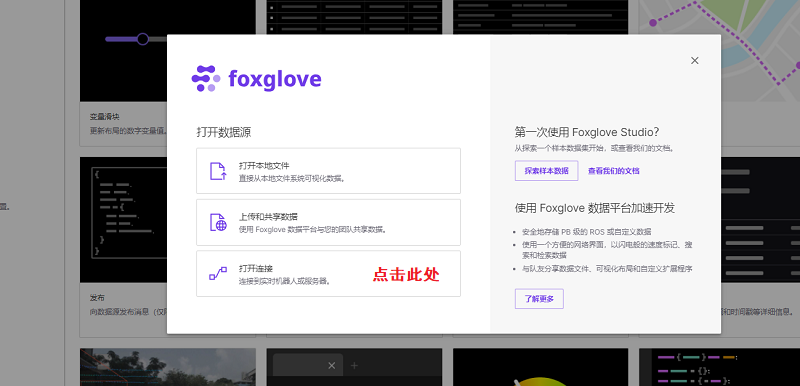 foxglove
打开数据源
打开本地文件
直接从本地文件系统可视化数据。
上传和共享数据
使用 Foxglove 数据平台与您的团队共享数据。
打开连接
连接到实时机器人或服务器。
点击此处
第一次使用 Foxglove Studio?
从探索一个样本数据集开始，或查看我们的文档。
探索样本数据
查看我们的文档
使用 Foxglove 数据平台加速开发
安全地存储 PB 级的 ROS 或自定义数据
使用一个方便的网络界面，以闪电般的速度标记、搜
索和检索数据
与队友分享数据文件、可视化布局和自定义扩展程序
了解更多
变量滑块
更新布局的数字变量值。
发布
向数据源发布消息（仅限
和时间戳等详细信息。